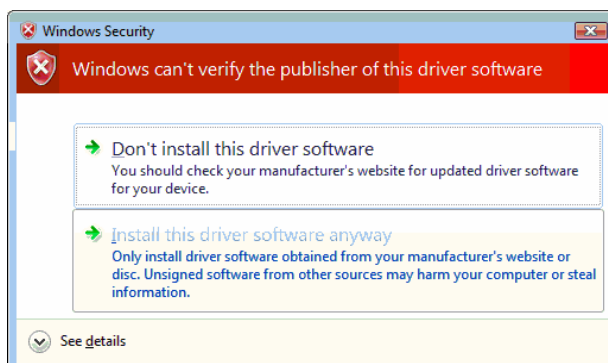 Windows Security
Windows can't verify the publisher of this driver software
Don't install this driver software
You should check your manufacturer's website for updated driver software
for your device.
Install this driver software anyway
Only install driver software obtained from your manufacturer's website or
disc. Unsigned software from other sources may harm your computer or steal
information.
See details